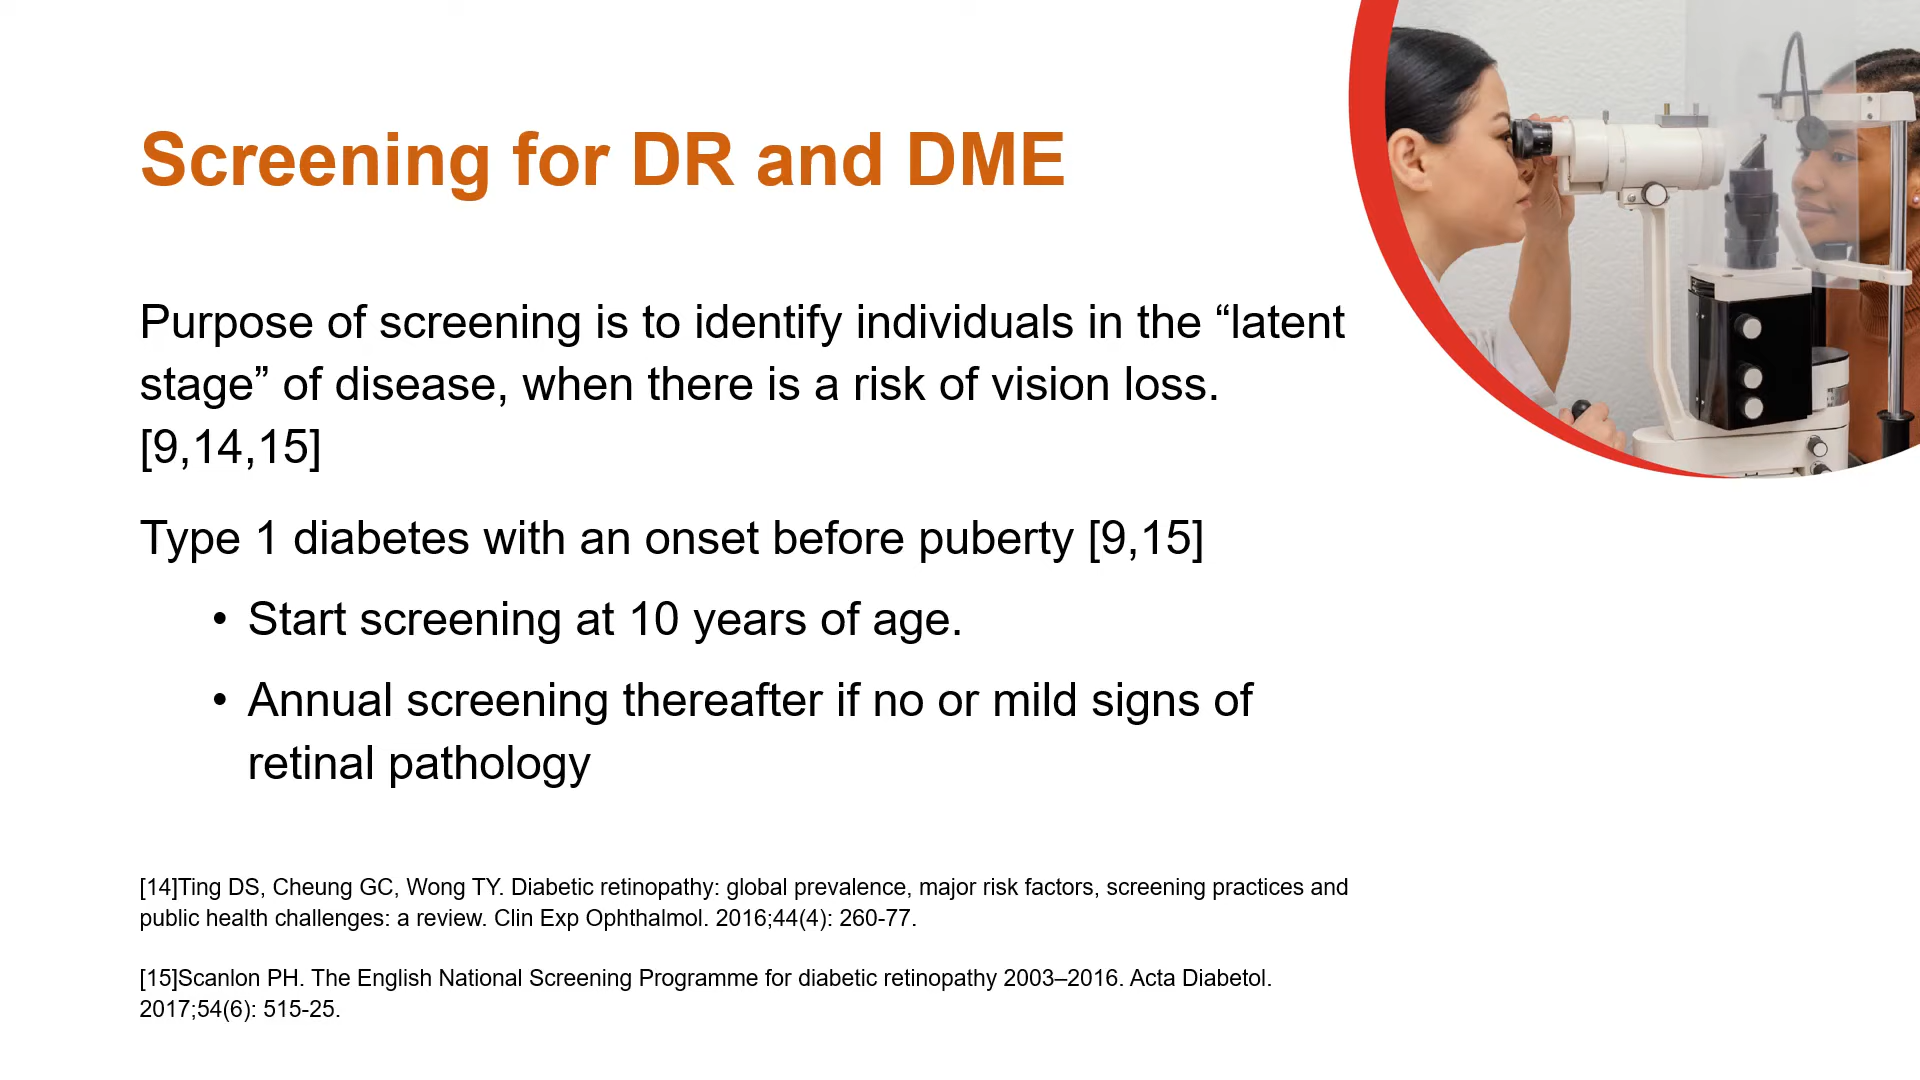 Screening for DR and DME
Purpose of screening is to identify individuals in the “latent
stage” of disease, when there is a risk of vision loss.
[9,14,15]
Type 1 diabetes with an onset before puberty [9,15]
• Start screening at 10 years of age.
• Annual screening thereafter if no or mild signs of
retinal pathology
[14]Ting DS, Cheung GC, Wong TY. Diabetic retinopathy: global prevalence, major risk factors, screening practices and
public health challenges: a review. Clin Exp Ophthalmol. 2016;44(4): 260-77.
[15]Scanlon PH. The English National Screening Programme for diabetic retinopathy 2003–2016. Acta Diabetol.
2017;54(6): 515-25.